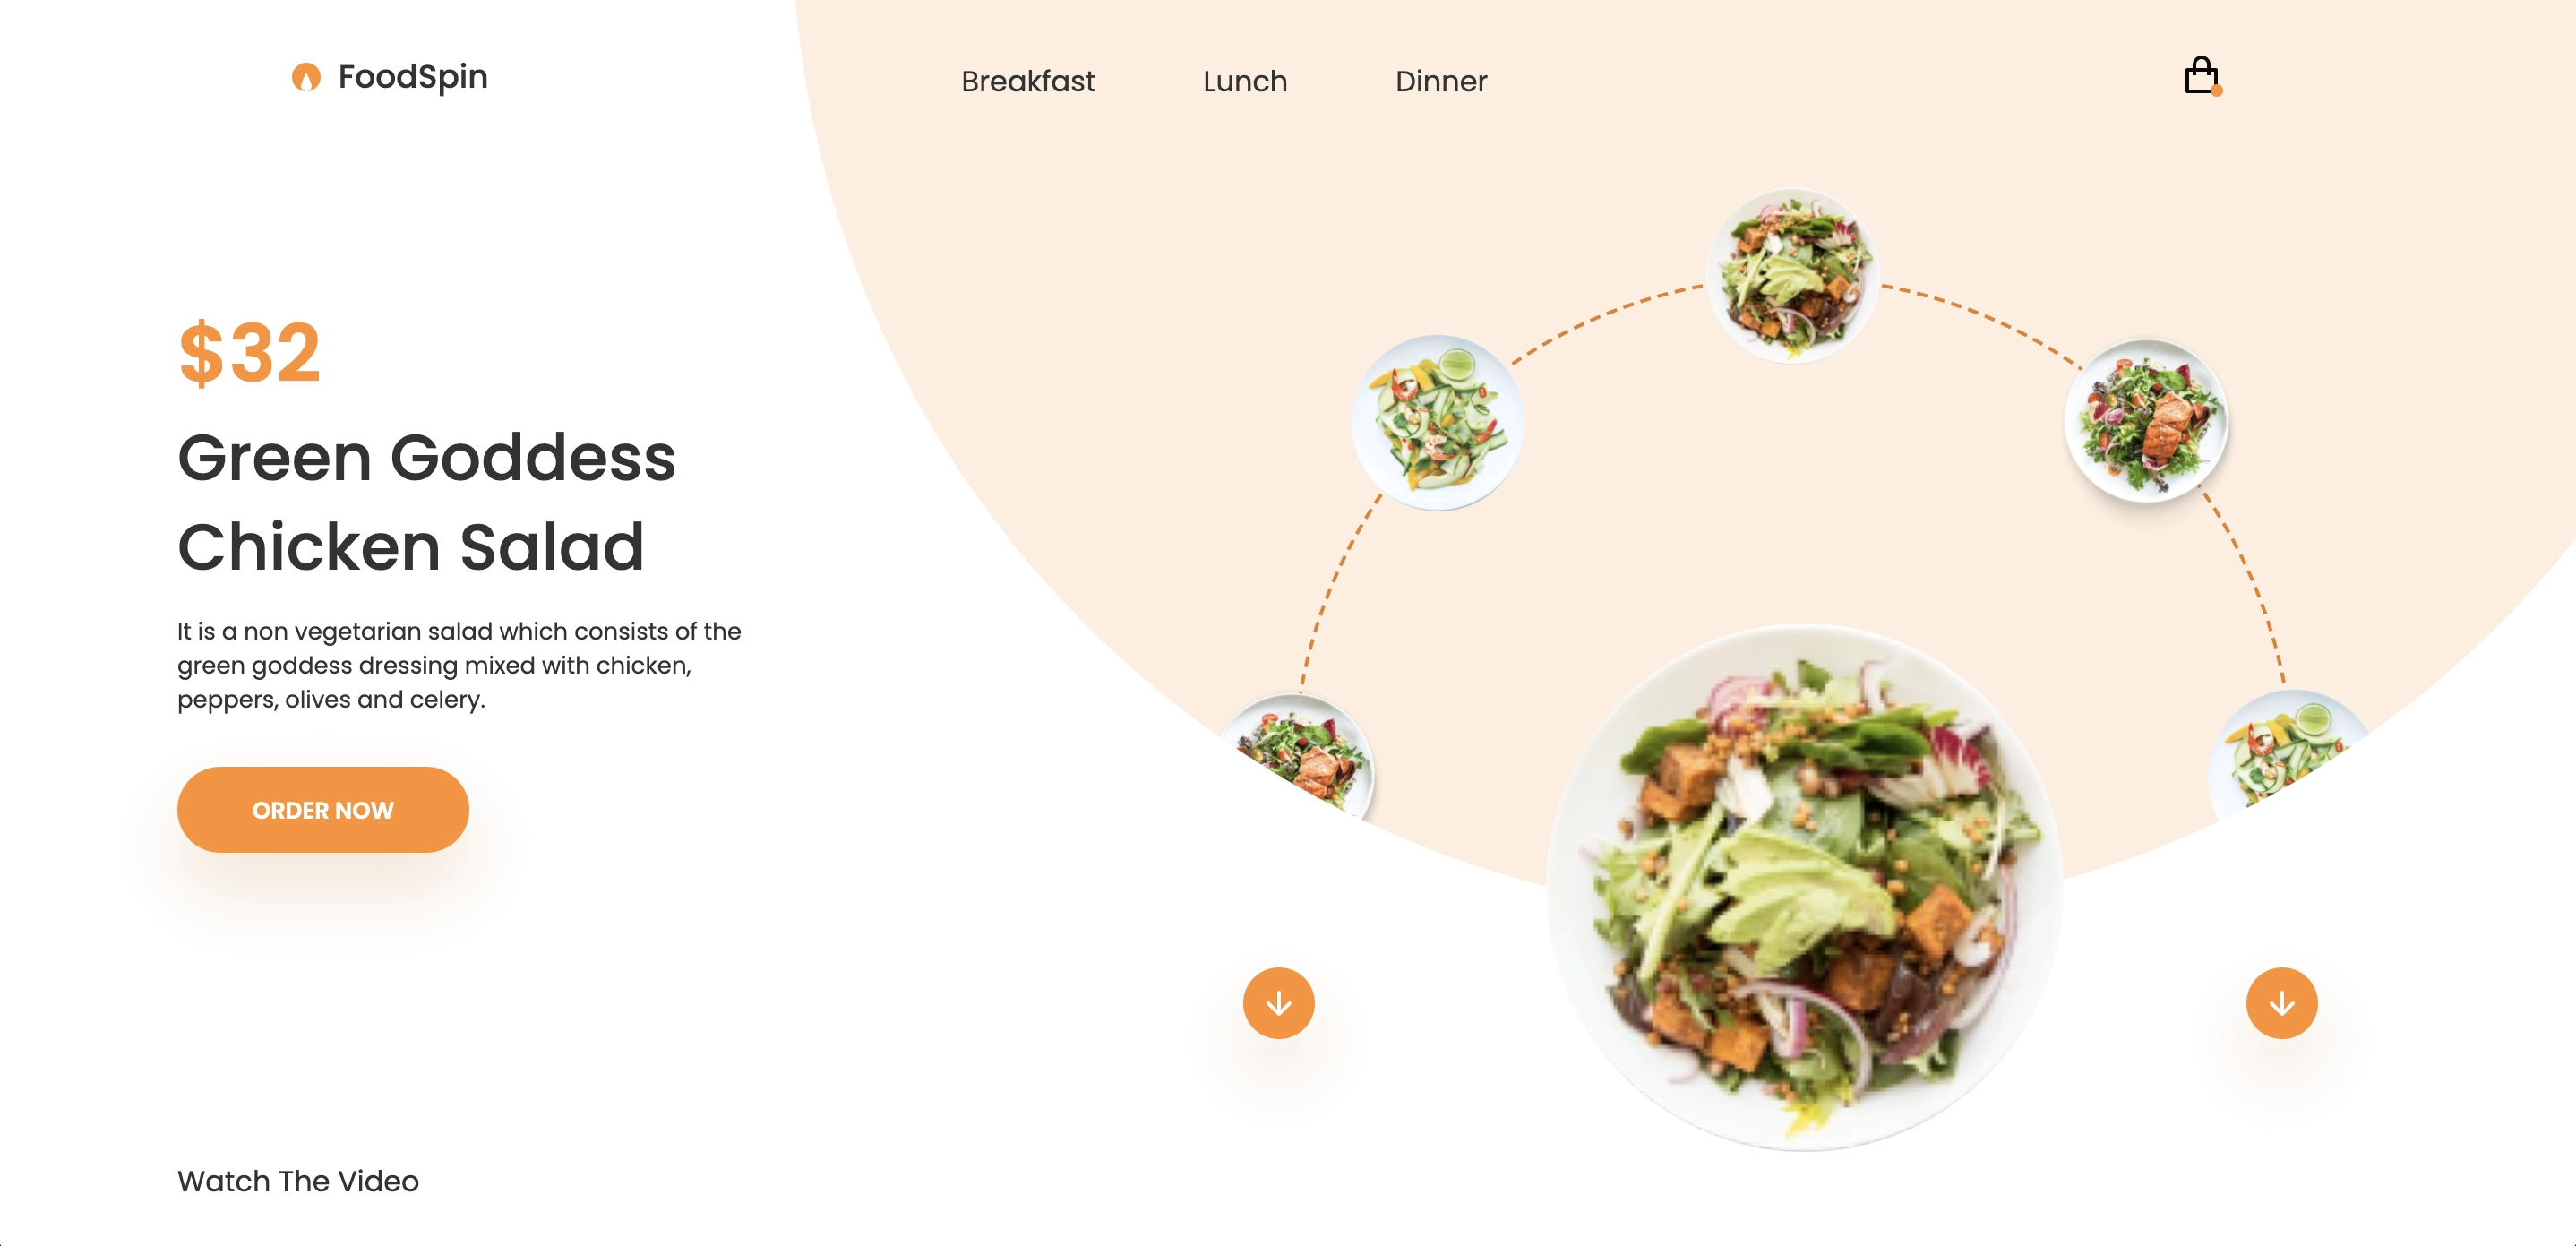 FoodSpin
Breakfast
Lunch
Dinner
$32
Green Goddess
Chicken Salad
It is a non vegetarian salad which consists of the
green goddess dressing mixed with chicken,
peppers, olives and celery.
ORDER NOW
Watch The Video